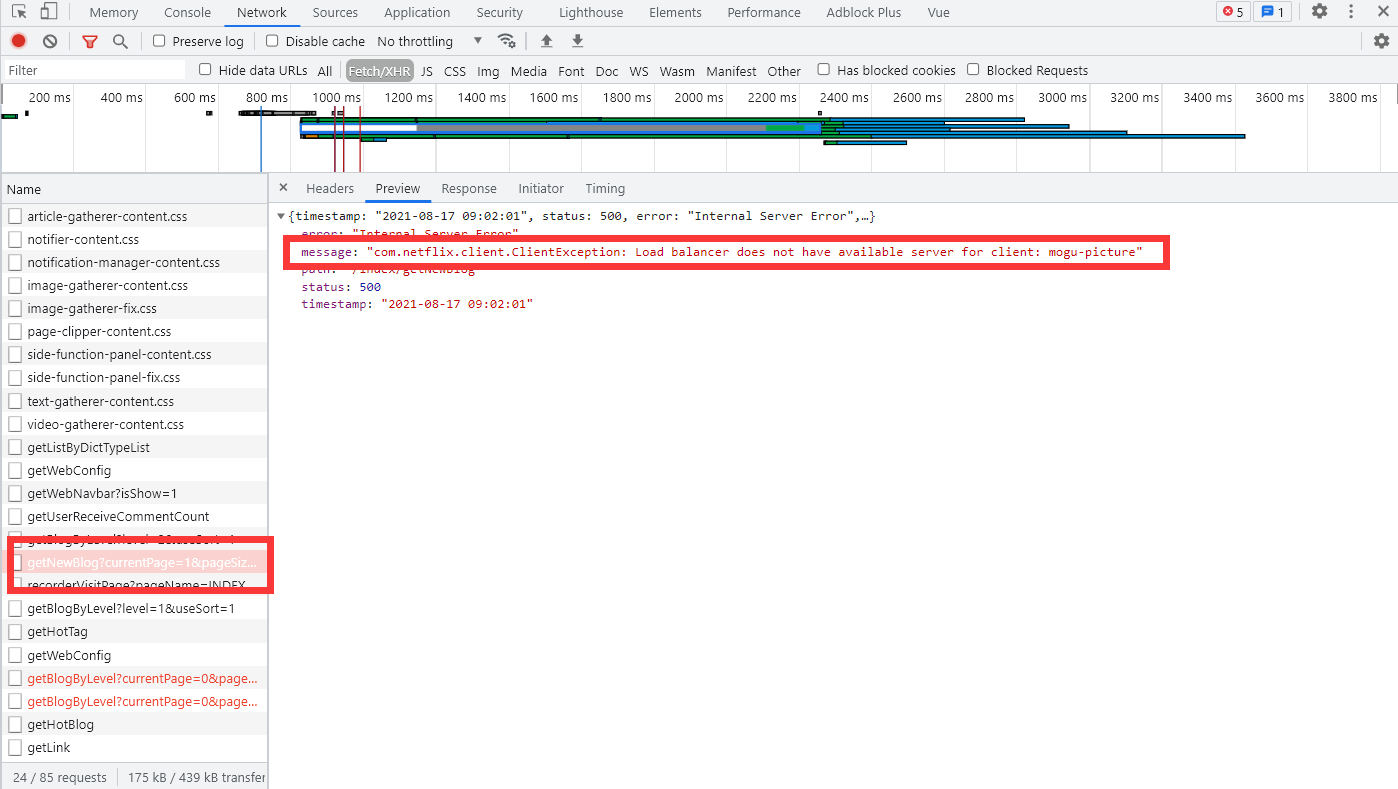 Memory Console Network Sources Application Security Lighthouse Elements Performance Adblock Plus Vue 5 1
Preserve log Disable cache No throttling
Filter Hide data URLs All Fetch/XHR JS CSS Img Media Font Doc WS Wasm Manifest Other Has blocked cookies Blocked Requests
200 ms 400 ms 600 ms 800 ms 1000 ms 1200 ms 1400 ms 1600 ms 1800 ms 2000 ms 2200 ms 2400 ms 2600 ms 2800 ms 3000 ms 3200 ms 3400 ms 3600 ms 3800 ms
Name
article-gatherer-content.css
notifier-content.css
notification-manager-content.css
image-gatherer-content.css
image-gatherer-fix.css
page-clipper-content.css
side-function-panel-content.css
side-function-panel-fix.css
text-gatherer-content.css
video-gatherer-content.css
getListByDictTypeList
getWebConfig
getWebNavbar?isShow=1
getUserReceiveCommentCount
getBlogByLevel?level=2&useSort=1
getNewBlog?currentPage=1&pageSiz...
recorderVisitPage?pageName=INDEX
getBlogByLevel?level=1&useSort=1
getHotTag
getWebConfig
getBlogByLevel?currentPage=0&page...
getBlogByLevel?currentPage=0&page...
getHotBlog
getLink
24 / 85 requests 175 kB / 439 kB transfer
Headers Preview Response Initiator Timing
{timestamp: "2021-08-17 09:02:01", status: 500, error: "Internal Server Error",…}
error: "Internal Server Error"
message: "com.netflix.client.ClientException: Load balancer does not have available server for client: mogu-picture"
path: "/index/getNewBlog"
status: 500
timestamp: "2021-08-17 09:02:01"